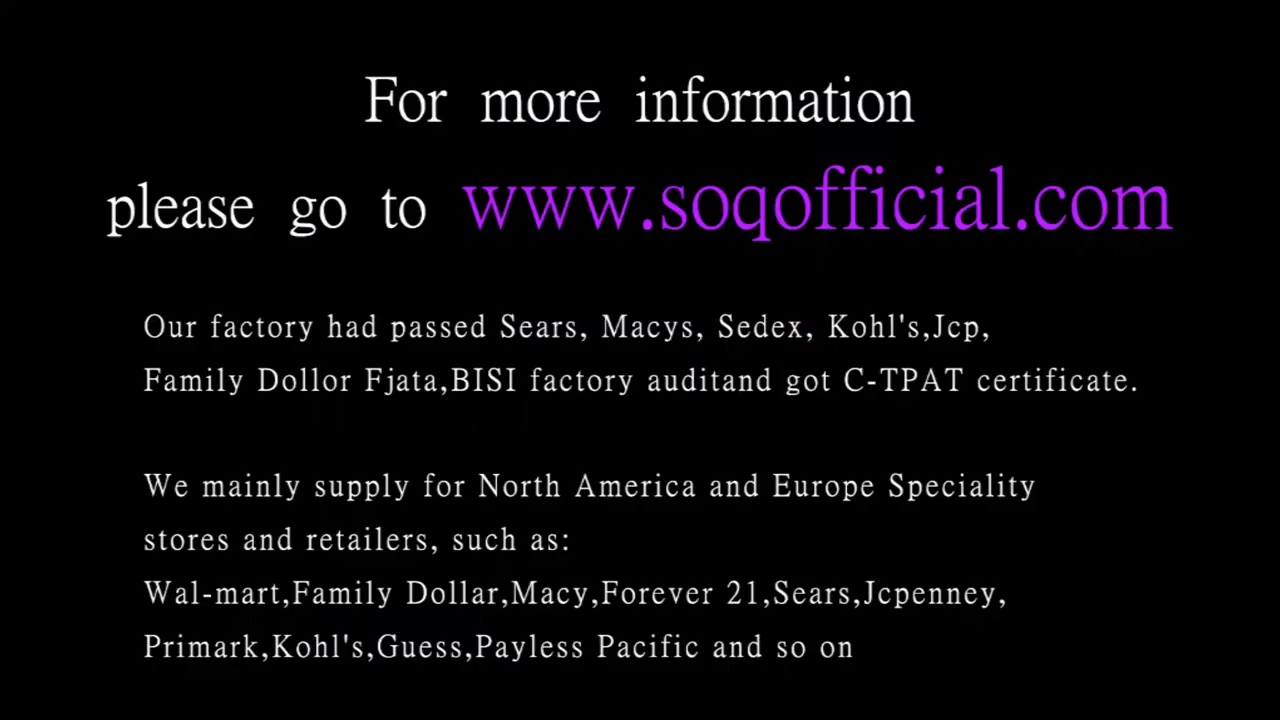 For more information
please go to www.soqofficial.com
Our factory had passed Sears, Macys, Sedex, Kohl's,Jcp,
Family Dollor Fjata,BISI factory auditand got C-TPAT certificate.
We mainly supply for North America and Europe Speciality
stores and retailers, such as:
Wal-mart,Family Dollar,Macy,Forever 21,Sears,Jcpenney,
Primark,Kohl's,Guess,Payless Pacific and so on